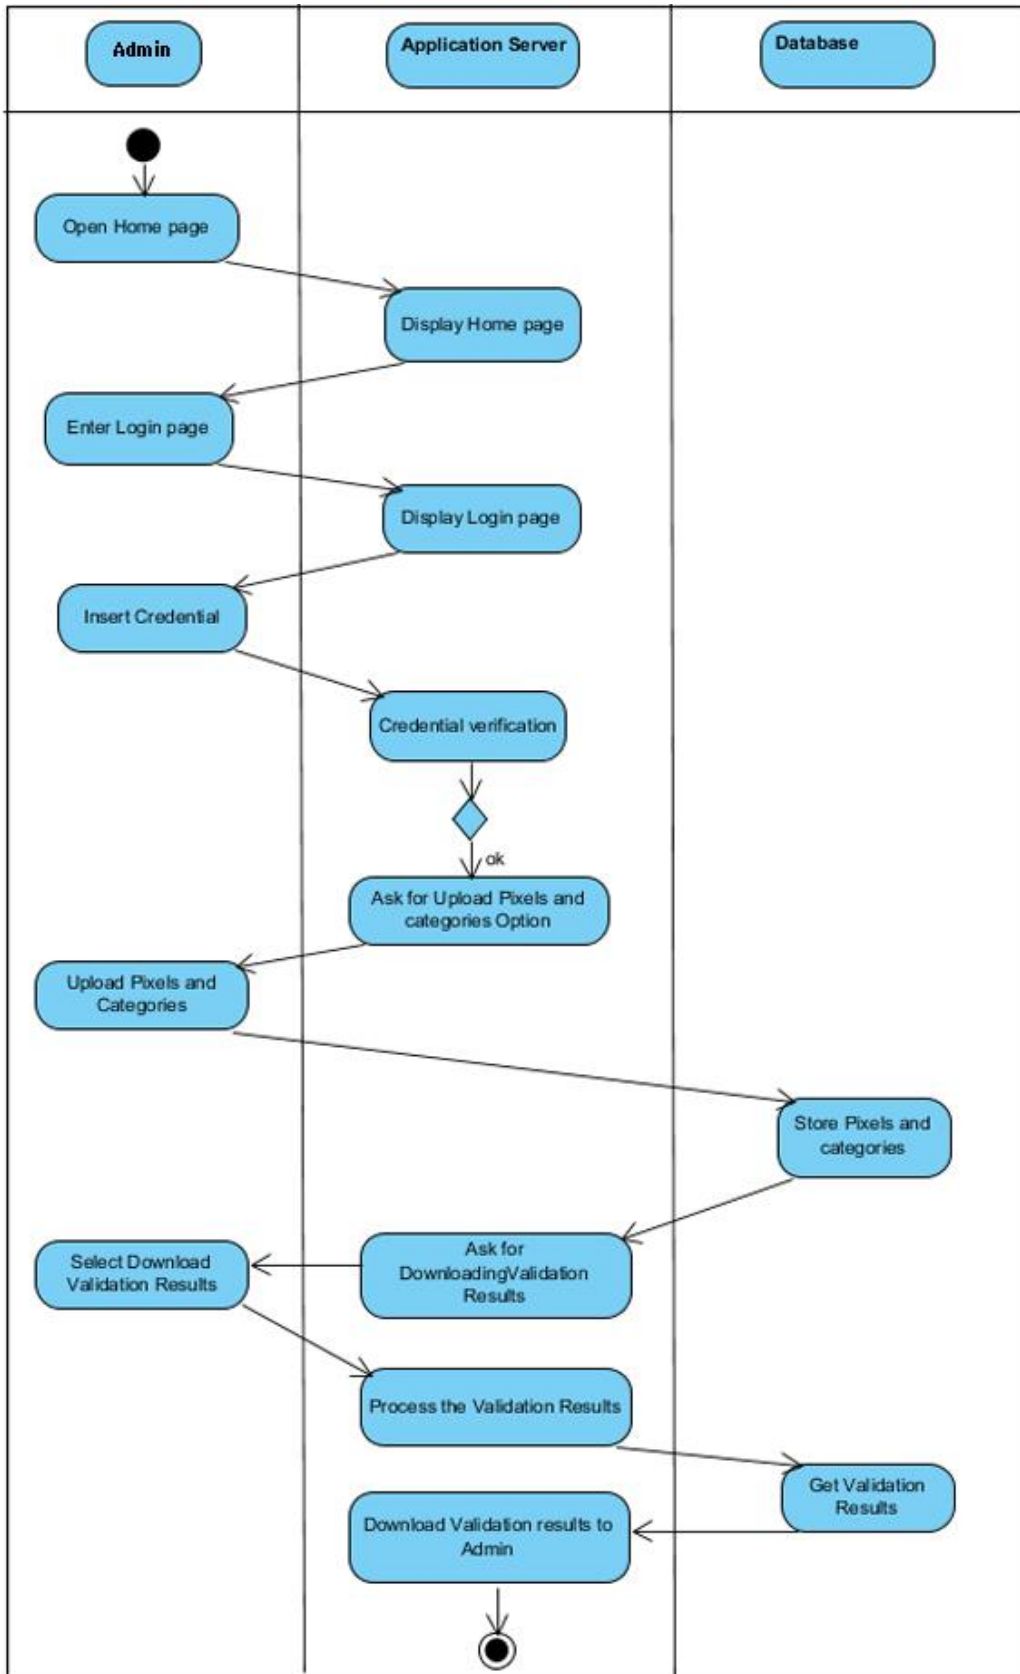 Admin
Application Server
Database
Open Home page
Display Home page
Enter Login page
Display Login page
Insert Credential
Credential verification
ok
Ask for Upload Pixels and
categories Option
Upload Pixels and
Categories
Store Pixels and
categories
Ask for
DownloadingValidation
Results
Select Download
Validation Results
Process the Validation Results
Get Validation
Results
Download Validation results to
Admin